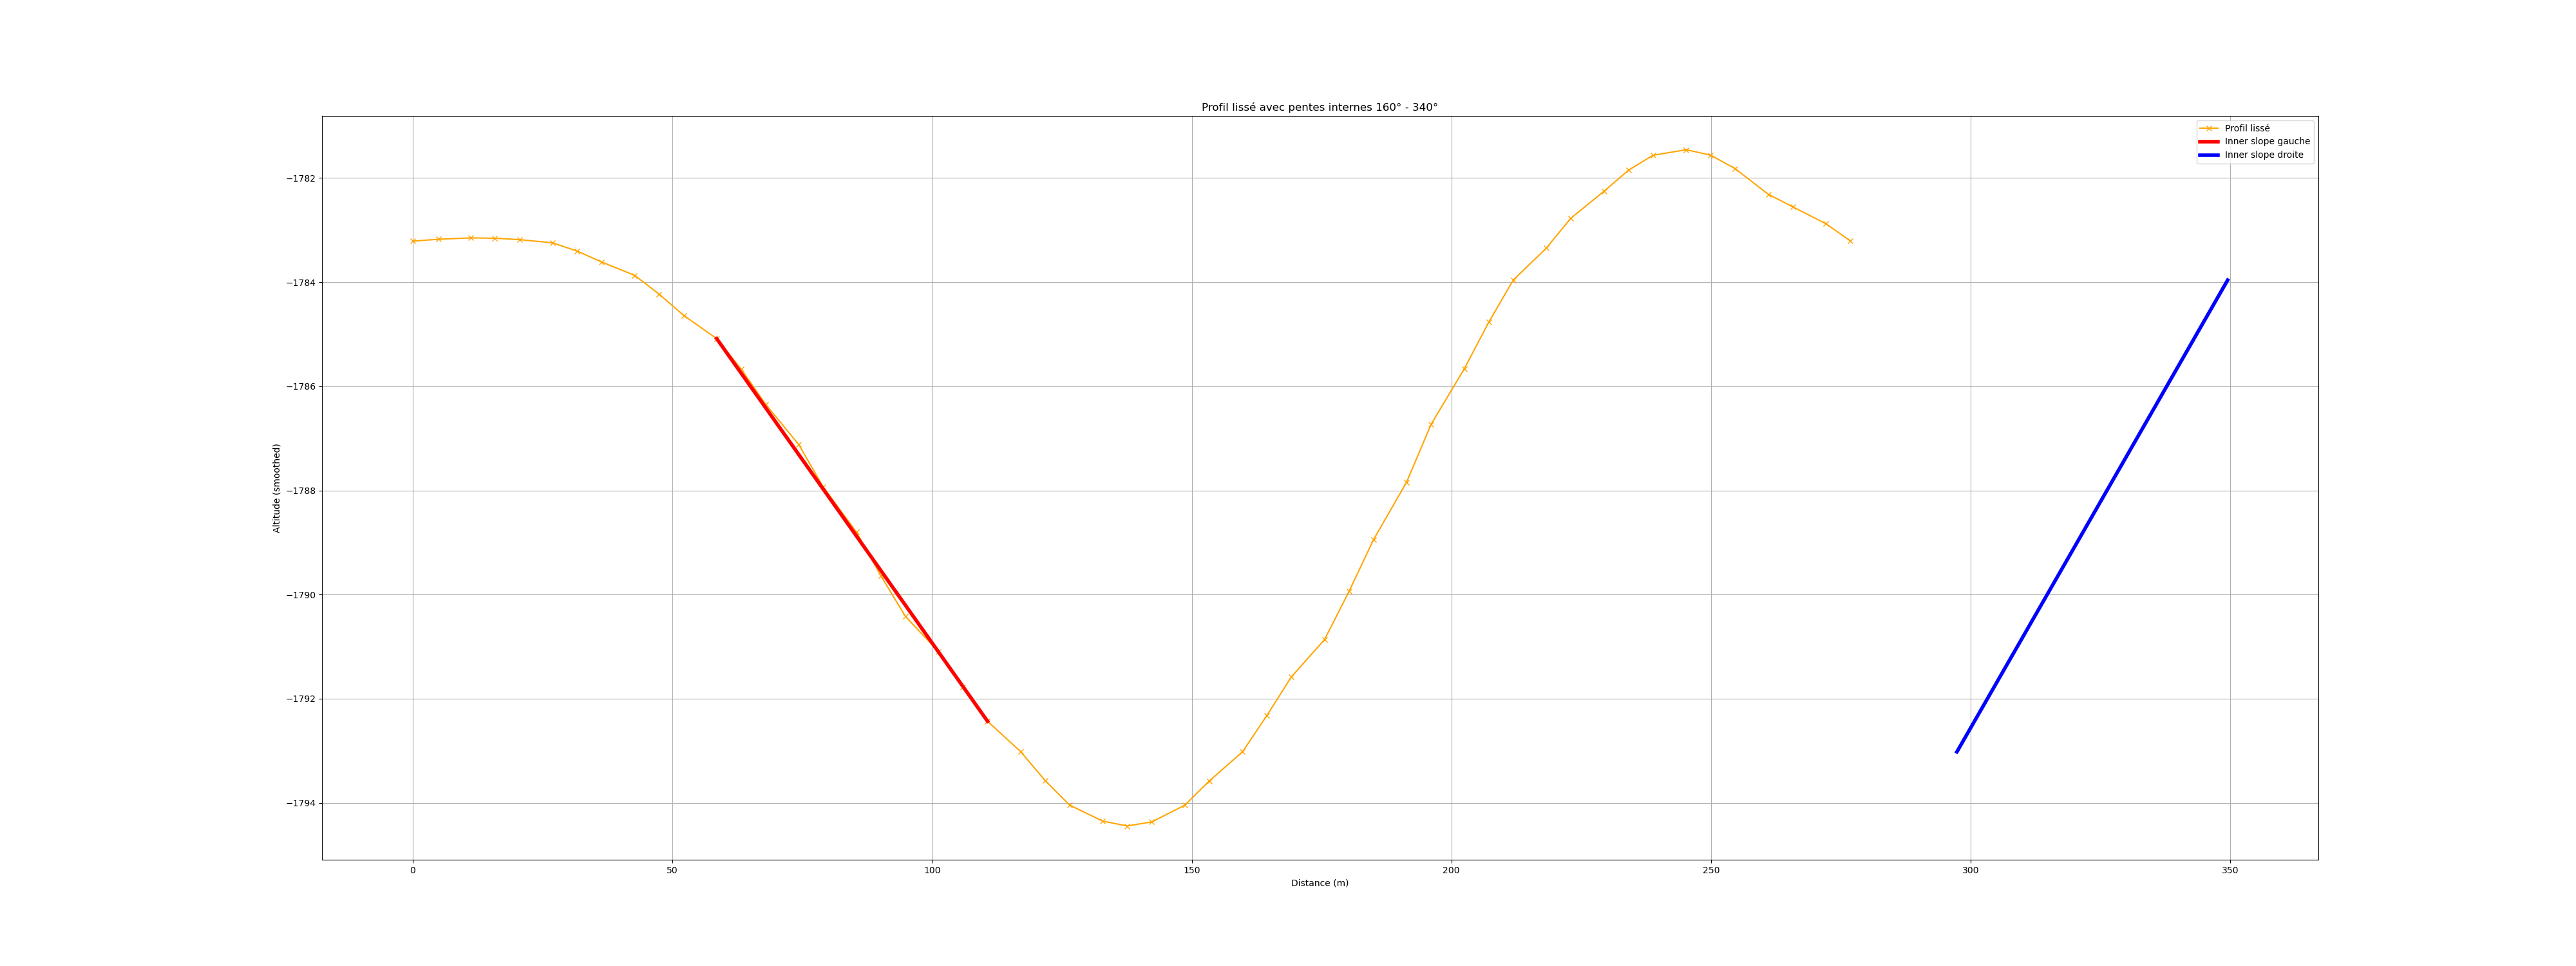 Profil lissé avec pentes internes 160° - 340°
Profil lissé
Inner slope gauche
Inner slope droite
Altitude (smoothed)
−1782
−1784
−1786
−1788
−1790
−1792
−1794
0 50 100 150 200 250 300 350
Distance (m)